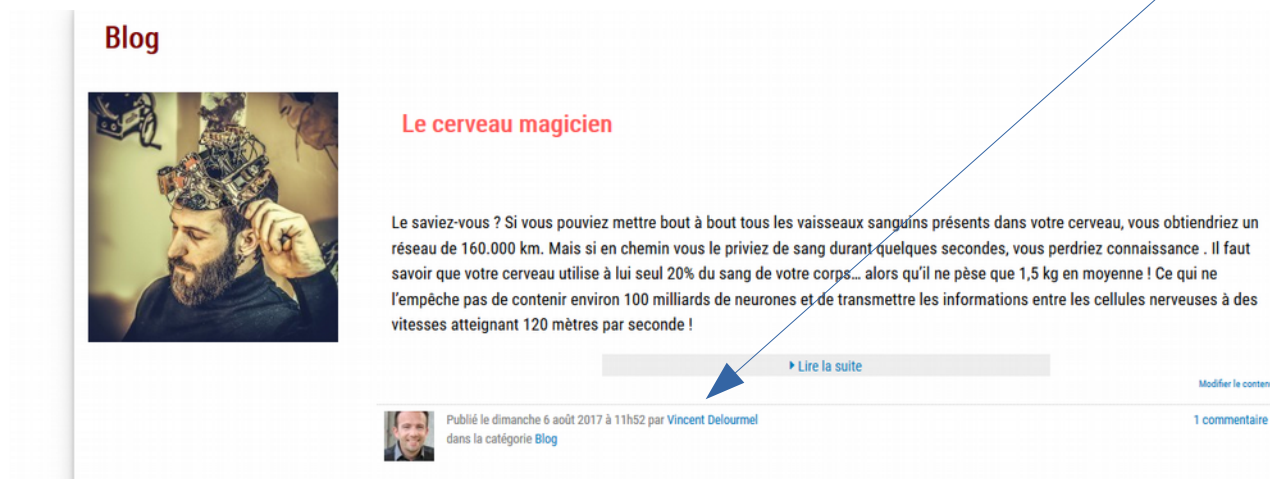 Blog
Le cerveau magicien
Le saviez-vous ? Si vous pouviez mettre bout à bout tous les vaisseaux sanguins présents dans votre cerveau, vous obtiendriez un
réseau de 160.000 km. Mais si en chemin vous le priviez de sang durant quelques secondes, vous perdriez connaissance . Il faut
savoir que votre cerveau utilise à lui seul 20% du sang de votre corps… alors qu’il ne pèse que 1,5 kg en moyenne ! Ce qui ne
l’empêche pas de contenir environ 100 milliards de neurones et de transmettre les informations entre les cellules nerveuses à des
vitesses atteignant 120 mètres par seconde !
Lire la suite
Modifier le conten
Publié le dimanche 6 août 2017 à 11h52 par Vincent Delourmel
1 commentaire
dans la catégorie Blog